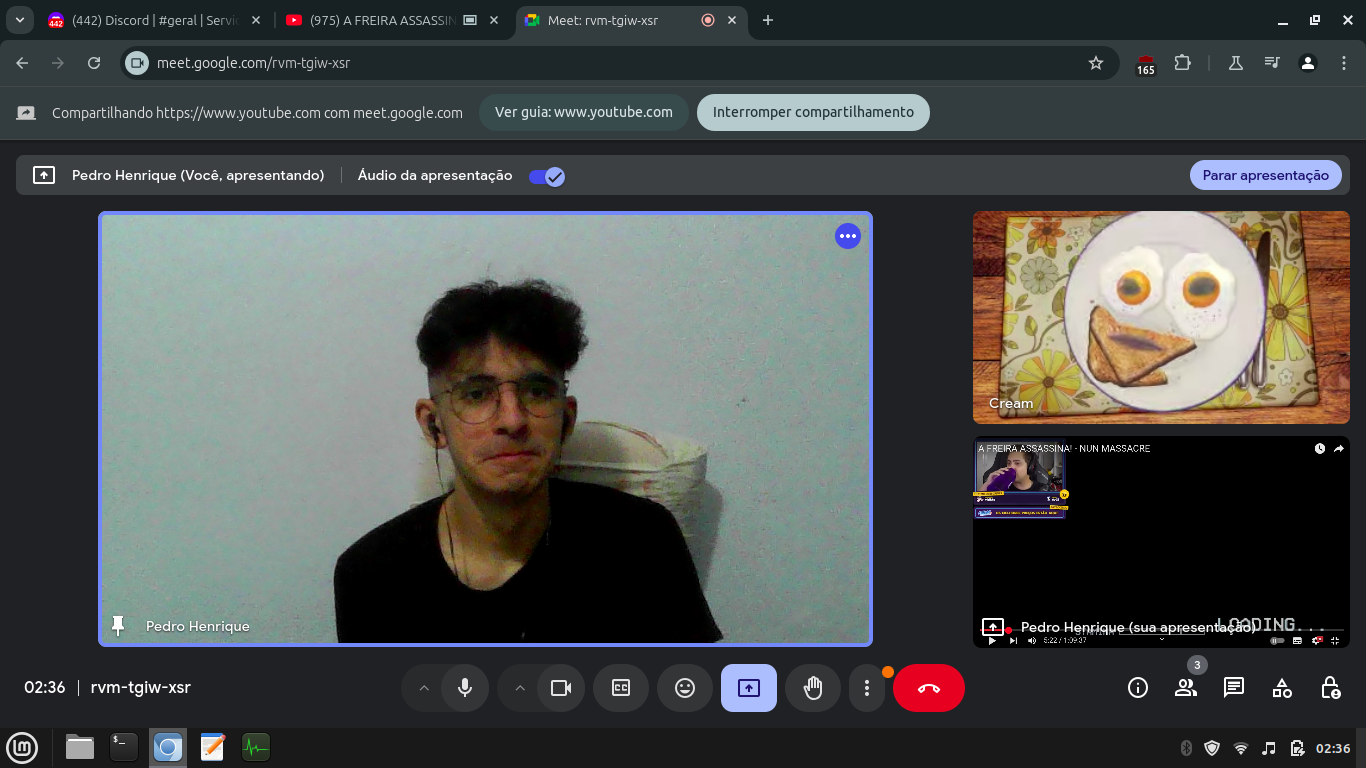 442
(442) Discord | #geral | Servi
(975) A FREIRA ASSASSIN
Meet: rvm-tgiw-xsr
meet.google.com/rvm-tgiw-xsr
165
Compartilhando https://www.youtube.com com meet.google.com
Ver guia: www.youtube.com
Interromper compartilhamento
Pedro Henrique (Você, apresentando)
Áudio da apresentação
Parar apresentação
Cream
A FREIRA ASSASSINA! - NUN MASSACRE
Pedro Henrique
LOADING...
Pedro Henrique (sua apresentação)
5:22 / 1:09:37
02:36
rvm-tgiw-xsr
CC
3
$_
02:36